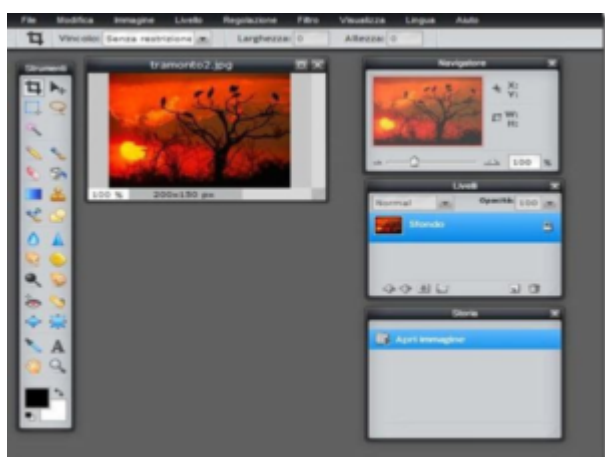 File Modifica Immagine Livello Regolazione Filtro Visualizza Lingua Aiuto
Vincolo: Senza restrizione Larghezza: 0 Altezza: 0
Strumenti
tramonto2.jpg
100 % 200x150 px
Navigatore
X:
Y:
W:
H:
100 %
Livelli
Normal Opacità: 100
Sfondo
Storia
Apri immagine
A